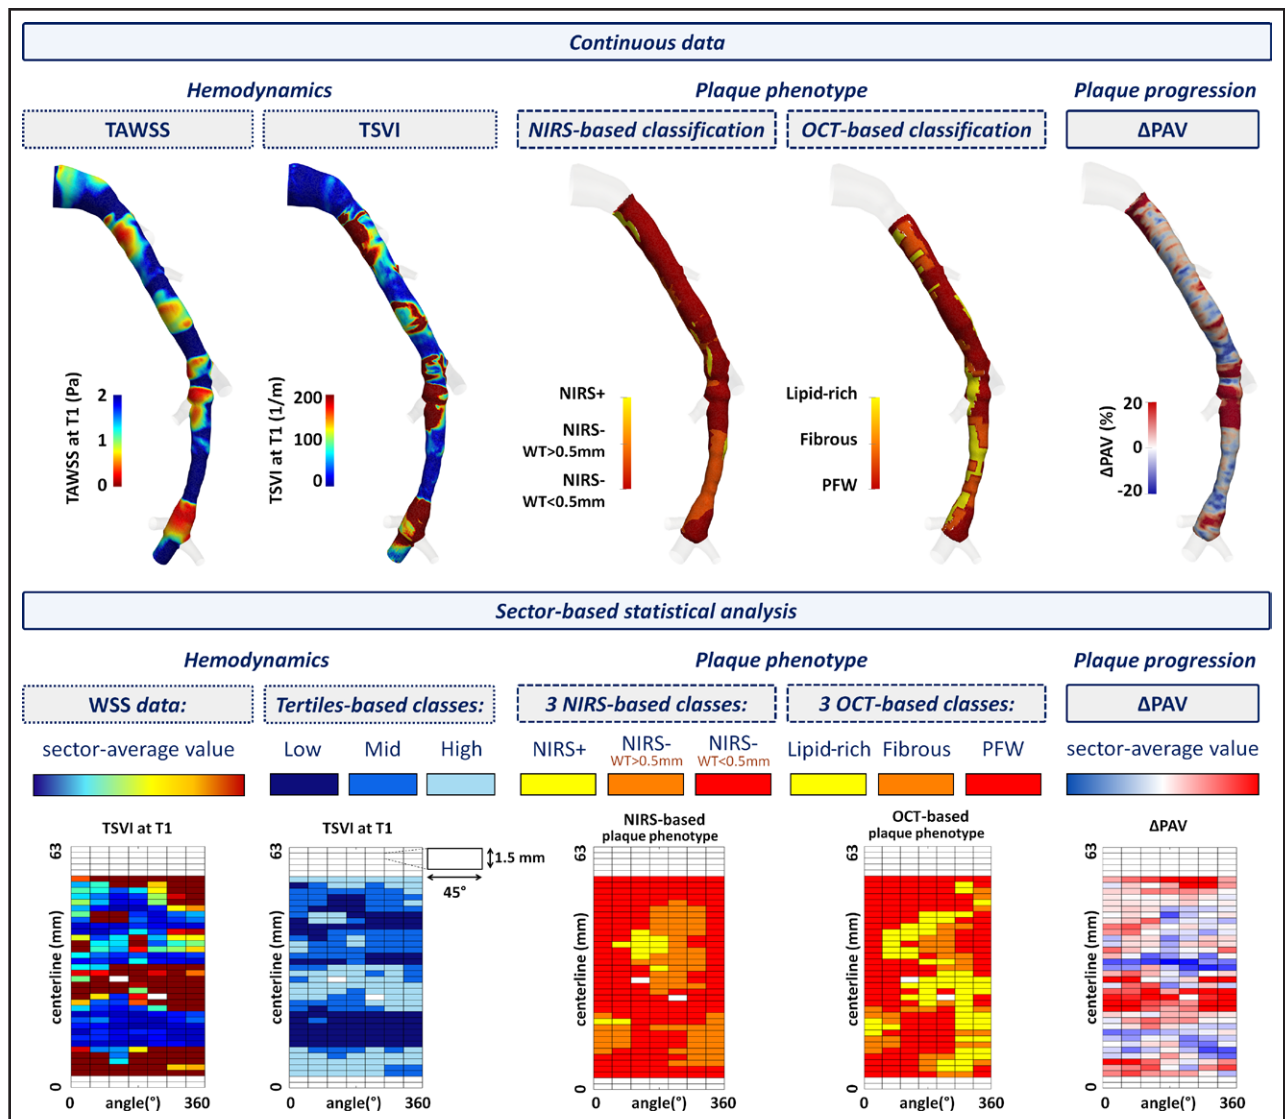 Continuous data
Hemodynamics
Plaque phenotype
Plaque progression
TAWSS
TSVI
NIRS-based classification
OCT-based classification
ΔPAV
TAWSS at T1 (Pa)
2
1
0
TSVI at T1 (1/m)
200
100
0
NIRS+
NIRS-
WT>0.5mm
NIRS-
WT<0.5mm
Lipid-rich
Fibrous
PFW
ΔPAV (%)
20
0
-20
Sector-based statistical analysis
Hemodynamics
Plaque phenotype
Plaque progression
WSS data:
Tertiles-based classes:
3 NIRS-based classes:
3 OCT-based classes:
ΔPAV
sector-average value
Low
Mid
High
NIRS+
NIRS-
WT>0.5mm
NIRS-
WT<0.5mm
Lipid-rich
Fibrous
PFW
sector-average value
TSVI at T1
63
centerline (mm)
0
0
angle(°)
360
TSVI at T1
63
1.5 mm
45°
centerline (mm)
0
0
angle(°)
360
NIRS-based
plaque phenotype
63
centerline (mm)
0
0
angle(°)
360
OCT-based
plaque phenotype
63
centerline (mm)
0
0
angle(°)
360
ΔPAV
63
centerline (mm)
0
0
angle(°)
360